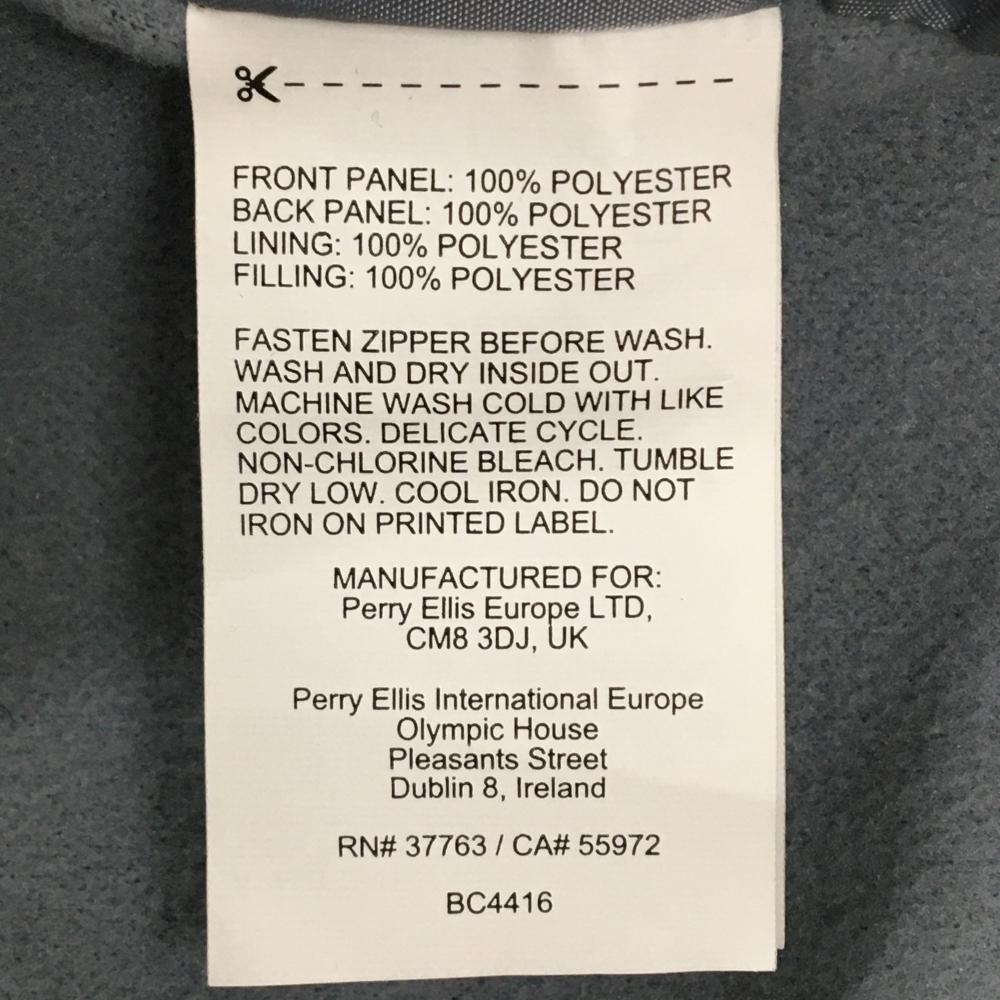 FRONT PANEL: 100% POLYESTER
BACK PANEL: 100% POLYESTER
LINING: 100% POLYESTER
FILLING: 100% POLYESTER
FASTEN ZIPPER BEFORE WASH.
WASH AND DRY INSIDE OUT.
MACHINE WASH COLD WITH LIKE
COLORS. DELICATE CYCLE.
NON-CHLORINE BLEACH. TUMBLE
DRY LOW. COOL IRON. DO NOT
IRON ON PRINTED LABEL.
MANUFACTURED FOR:
Perry Ellis Europe LTD,
CM8 3DJ, UK
Perry Ellis International Europe
Olympic House
Pleasants Street
Dublin 8, Ireland
RN# 37763 / CA# 55972
BC4416